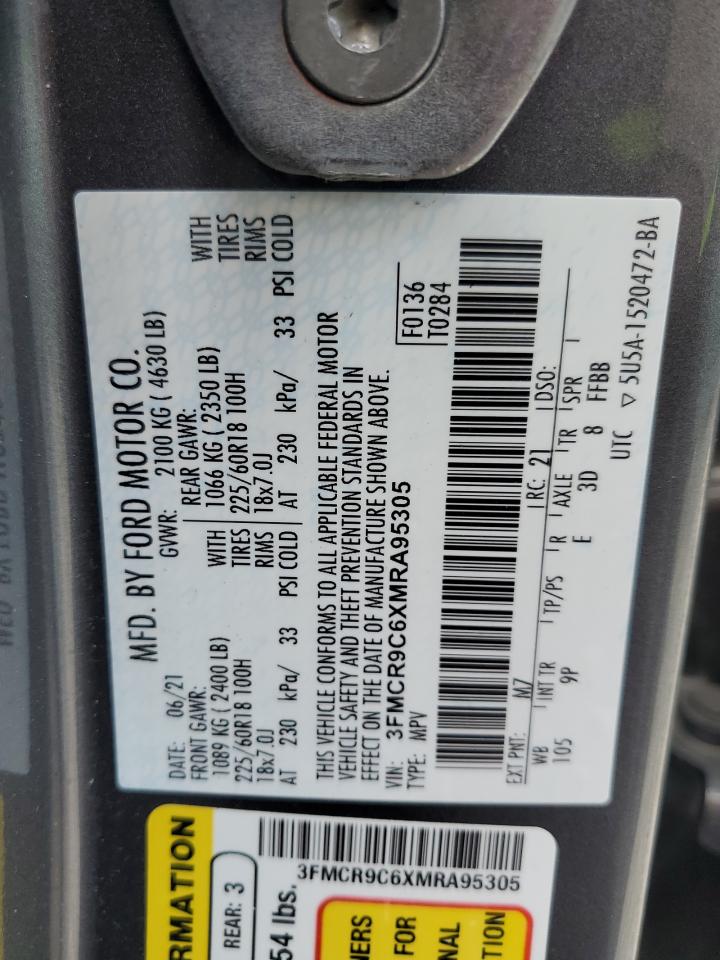 MFD. BY FORD MOTOR CO.
DATE: 06/21 GVWR: 2100 KG ( 4630 LB)
FRONT GAWR: REAR GAWR:
1089 KG ( 2400 LB) WITH 1066 KG ( 2350 LB) WITH
225/60R18 100H TIRES 225/60R18 100H TIRES
18x7.0J RIMS 18x7.0J RIMS
AT 230 kPa/ 33 PSI COLD AT 230 kPa/ 33 PSI COLD
THIS VEHICLE CONFORMS TO ALL APPLICABLE FEDERAL MOTOR
VEHICLE SAFETY AND THEFT PREVENTION STANDARDS IN
EFFECT ON THE DATE OF MANUFACTURE SHOWN ABOVE.
VIN: 3FMCR9C6XMRA95305 F0136
TYPE: MPV T0284
EXT PNT: M7 RC: 21 DSO:
WB INT TR TP/PS R AXLE TR SPR
105 9P E 3D 8 FFBB
UTC ▽ 5U5A-1520472-BA
RMATION
REAR: 3
3FMCR9C6XMRA95305
54 lbs.
NERS
FOR
NAL
TION